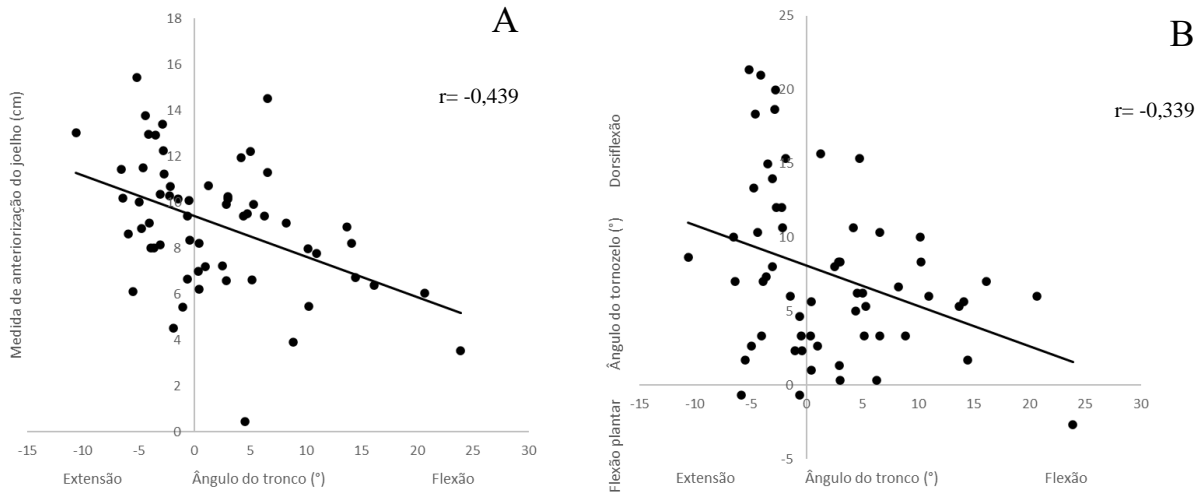 A
r= -0,439
Medida de anteriorização do joelho (cm)
18
16
14
12
10
8
6
4
2
0
-15
-10
-5
0
5
10
15
20
25
30
Extensão
Ângulo do tronco (°)
Flexão
B
r= -0,339
Dorsiflexão
Ângulo do tornozelo (°)
Flexão plantar
25
20
15
10
5
0
-5
-15
-10
-5
0
5
10
15
20
25
30
Extensão
Ângulo do tronco (°)
Flexão